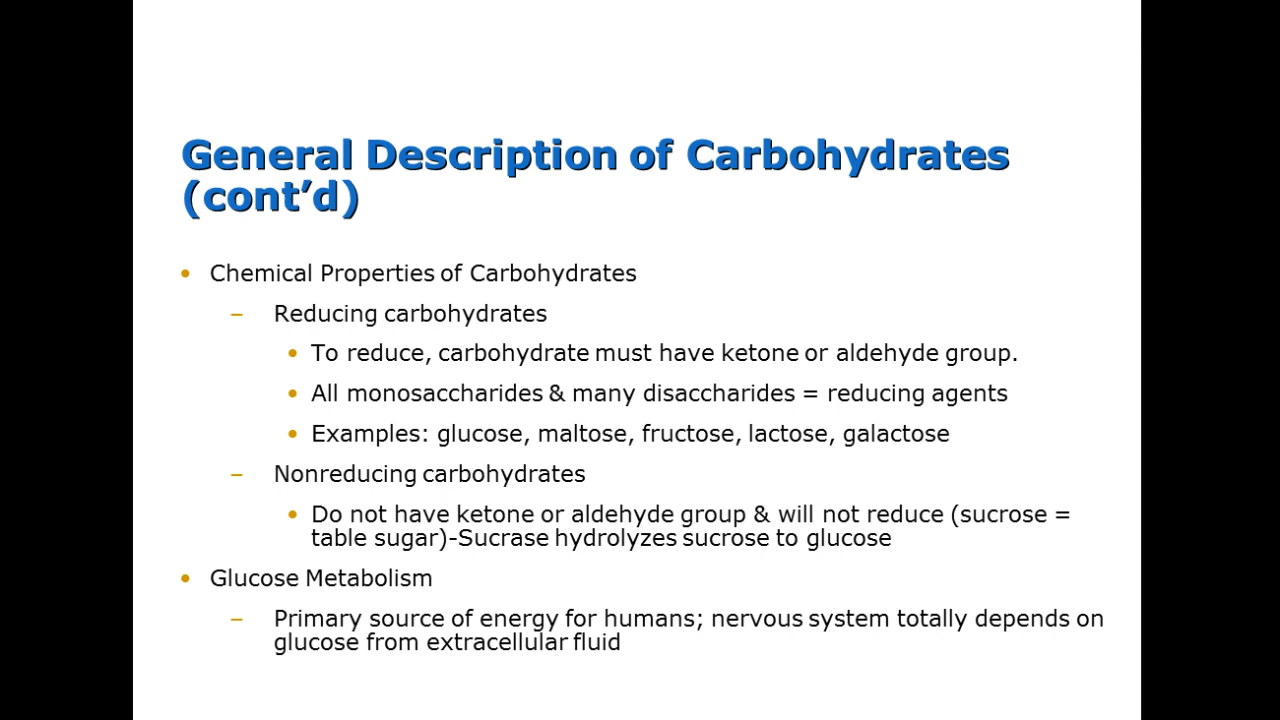 General Description of Carbohydrates
(cont’d)
• Chemical Properties of Carbohydrates
– Reducing carbohydrates
• To reduce, carbohydrate must have ketone or aldehyde group.
• All monosaccharides & many disaccharides = reducing agents
• Examples: glucose, maltose, fructose, lactose, galactose
– Nonreducing carbohydrates
• Do not have ketone or aldehyde group & will not reduce (sucrose =
table sugar)-Sucrase hydrolyzes sucrose to glucose
• Glucose Metabolism
– Primary source of energy for humans; nervous system totally depends on
glucose from extracellular fluid